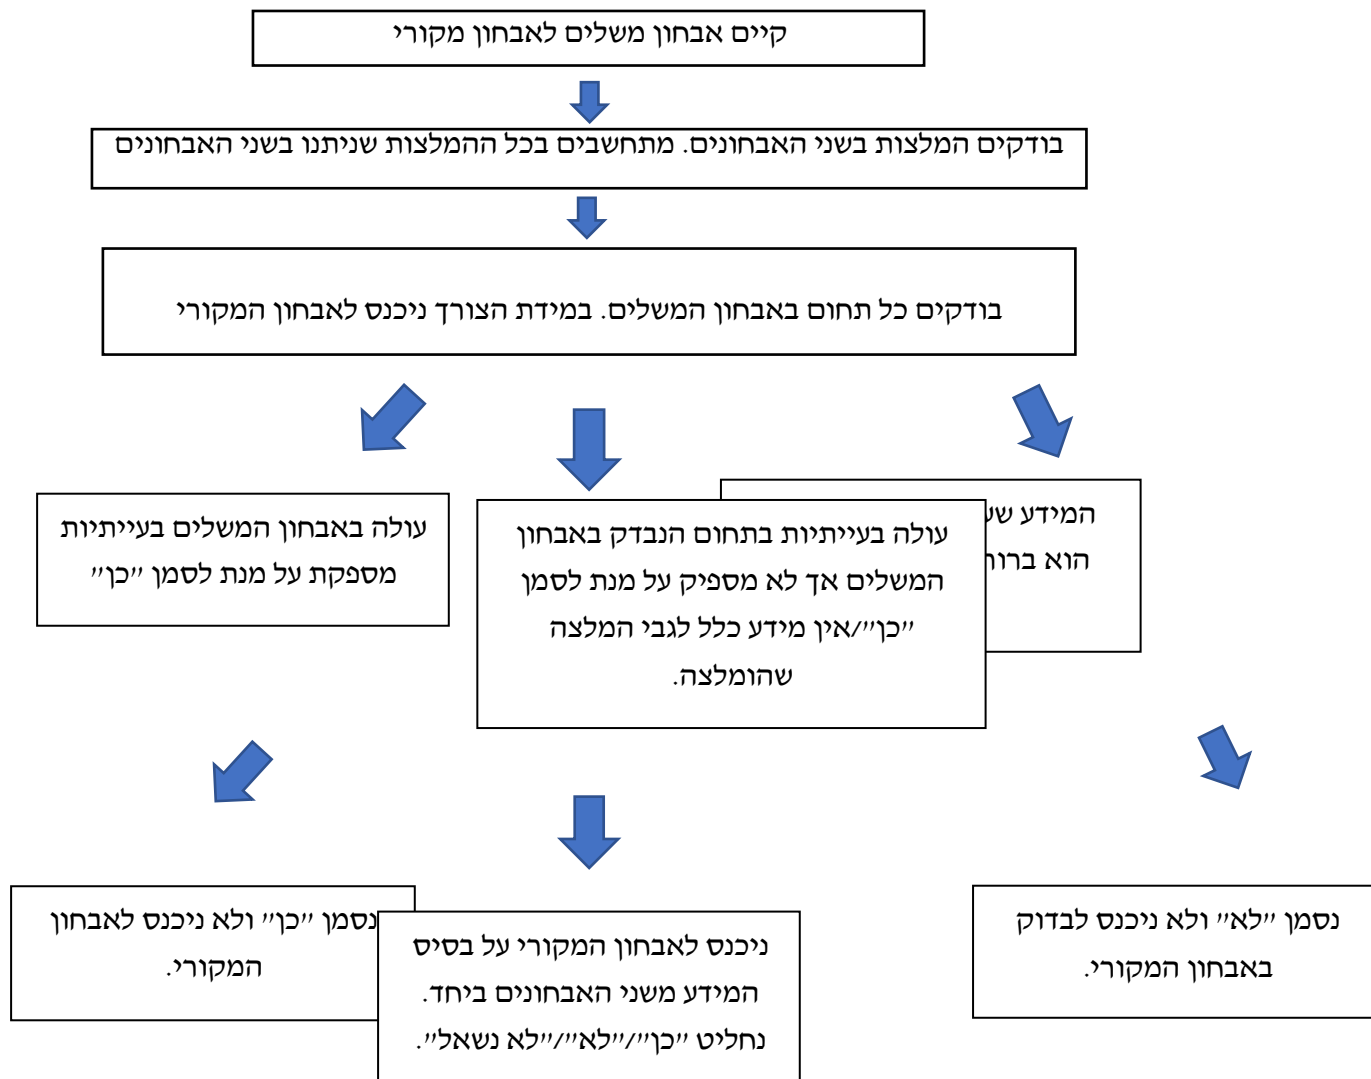 קיים אבחון משלים לאבחון מקורי
בודקים המלצות בשני האבחונים. מתחשבים בכל ההמלצות שניתנו בשני האבחונים
בודקים כל תחום באבחון המשלים. במידת הצורך ניכנס לאבחון המקורי
המידע
הוא
עולה בעייתיות בתחום הנבדק באבחון
המשלים אך לא מספיק על מנת לסמן
"כן"/אין מידע כלל לגבי המלצה
שהומלצה.
עולה באבחון המשלים בעייתיות
מספקת על מנת לסמן "כן"
נסמן "לא" ולא ניכנס לבדוק
באבחון המקורי.
ניכנס לאבחון המקורי על בסיס
המידע משני האבחונים ביחד.
נחליט "כן"/"לא"/"לא נשאל".
נסמן "כן" ולא ניכנס לאבחון
המקורי.